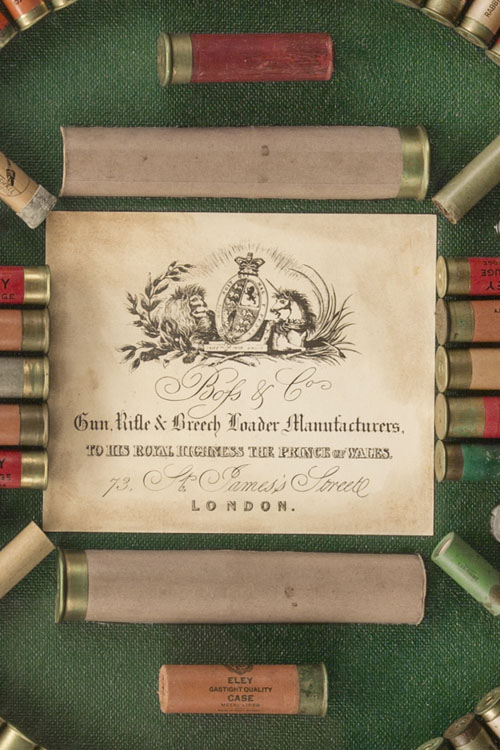 Boſs & Co
Gun, Rifle & Breech Loader Manufacturers,
TO HIS ROYAL HIGHNESS THE PRINCE OF WALES.
73, St. James's Street
LONDON.
ELEY
GASTIGHT QUALITY
CASE